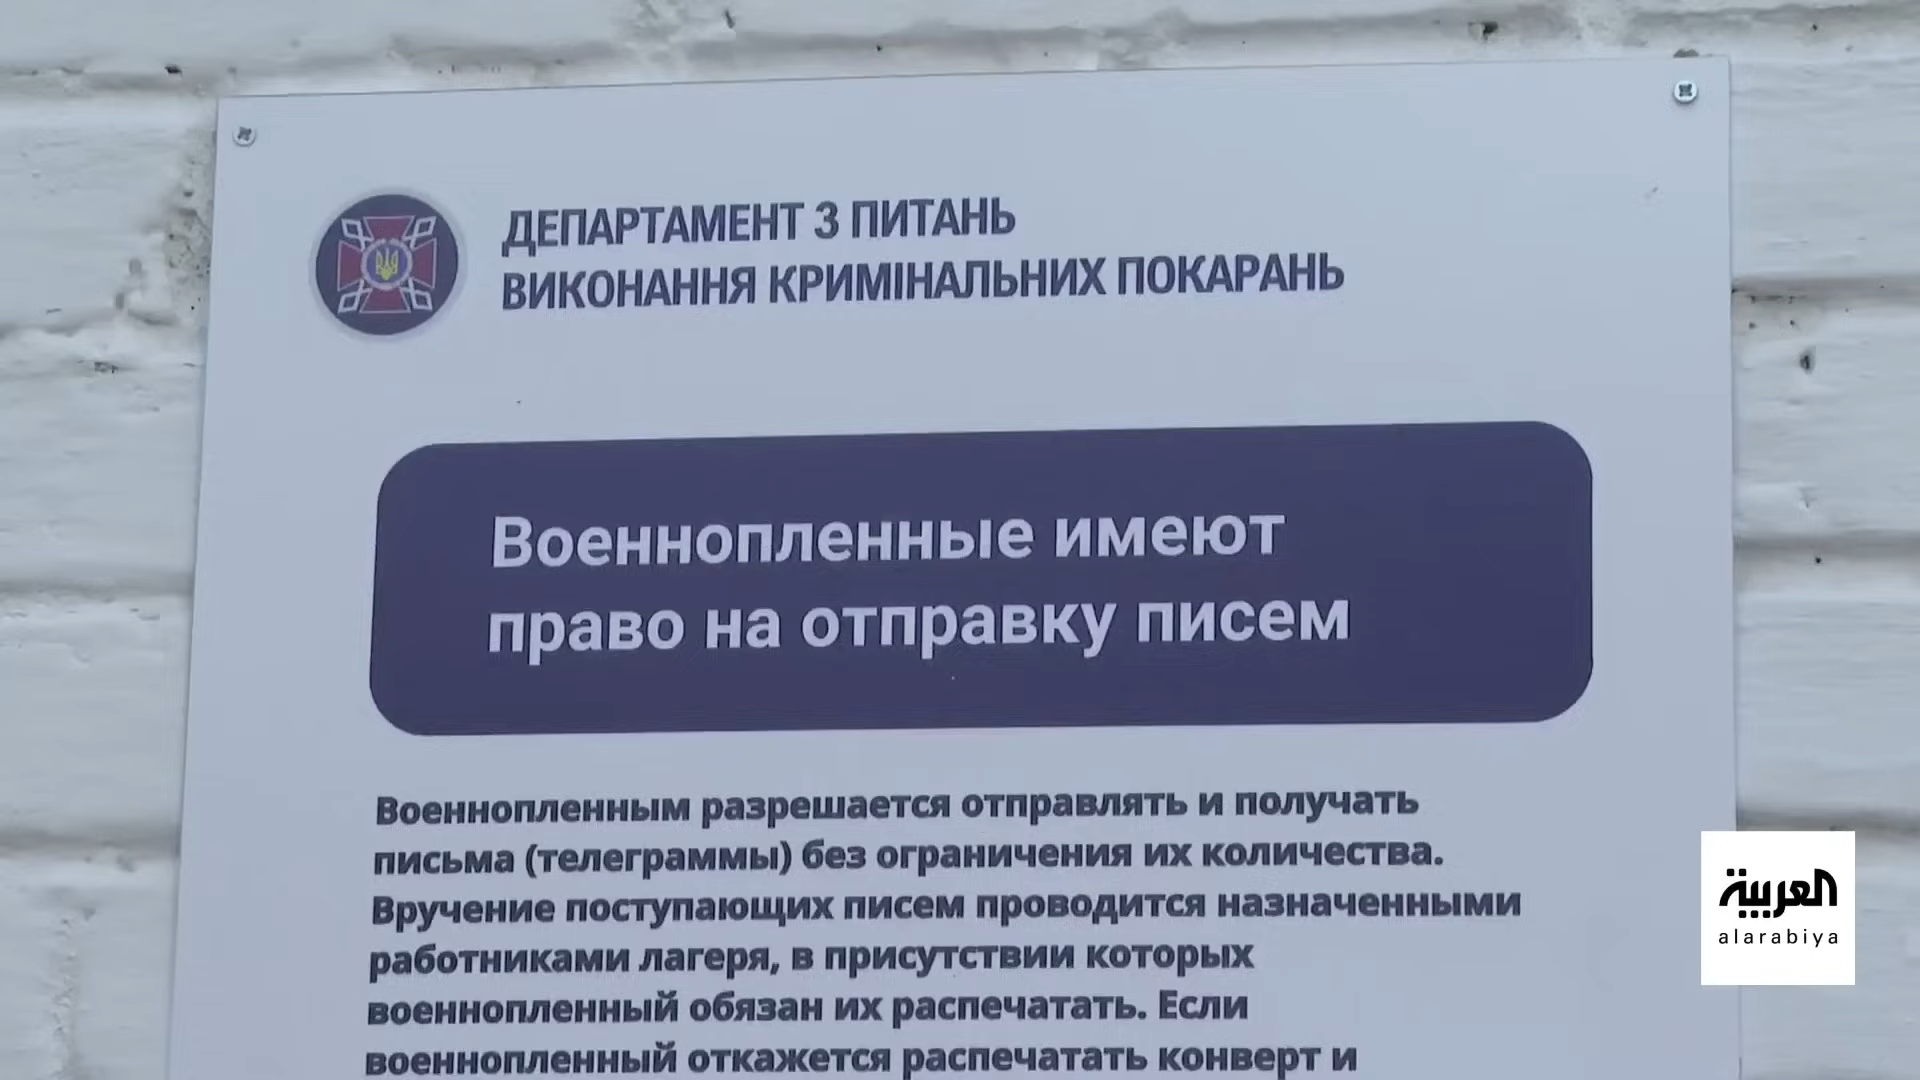 ДЕПАРТАМЕНТ З ПИТАНЬ
ВИКОНАННЯ КРИМІНАЛЬНИХ ПОКАРАНЬ
Военнопленные имеют
право на отправку писем
Военнопленным разрешается отправлять и получать
письма (телеграммы) без ограничения их количества.
Вручение поступающих писем проводится назначенными
работниками лагеря, в присутствии которых
военнопленный обязан их распечатать. Если
военнопленный откажется распечатать конверт и
العربية
alarabiya